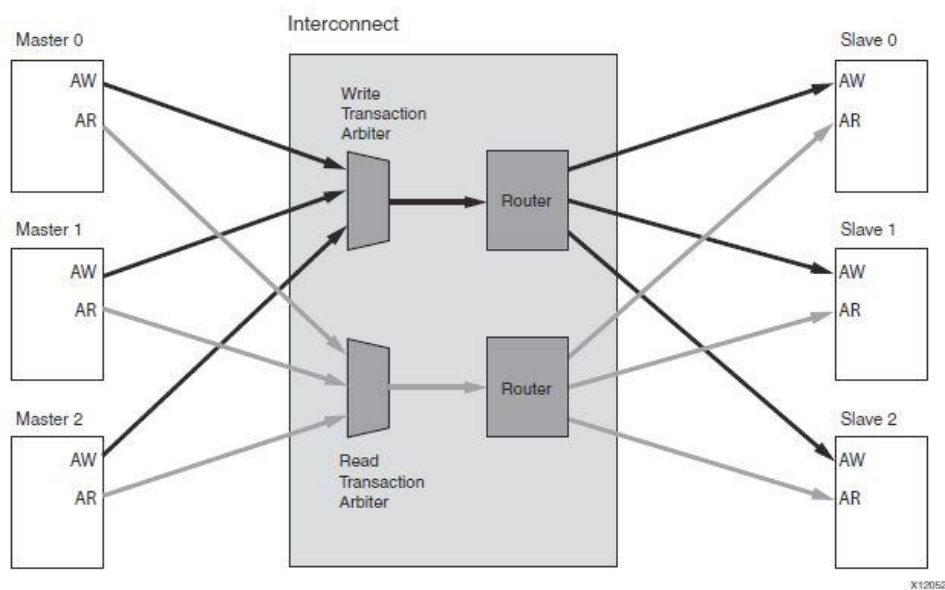 Interconnect
Master 0
AW
AR
Master 1
AW
AR
Master 2
AW
AR
Write
Transaction
Arbiter
Router
Router
Read
Transaction
Arbiter
Slave 0
AW
AR
Slave 1
AW
AR
Slave 2
AW
AR
X12052